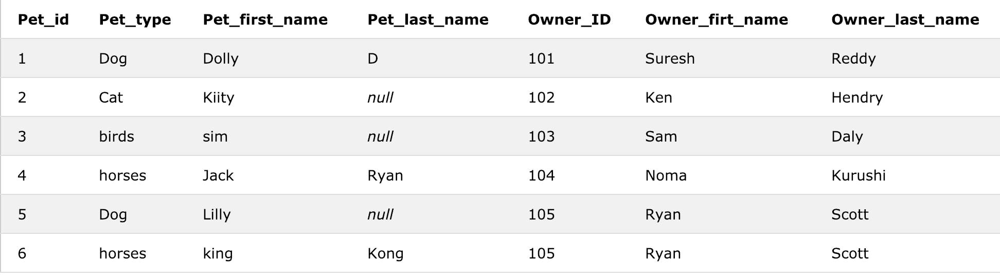 Pet_id Pet_type Pet_first_name Pet_last_name Owner_ID Owner_firt_name Owner_last_name
1 Dog Dolly D 101 Suresh Reddy
2 Cat Kiity null 102 Ken Hendry
3 birds sim null 103 Sam Daly
4 horses Jack Ryan 104 Noma Kurushi
5 Dog Lilly null 105 Ryan Scott
6 horses king Kong 105 Ryan Scott